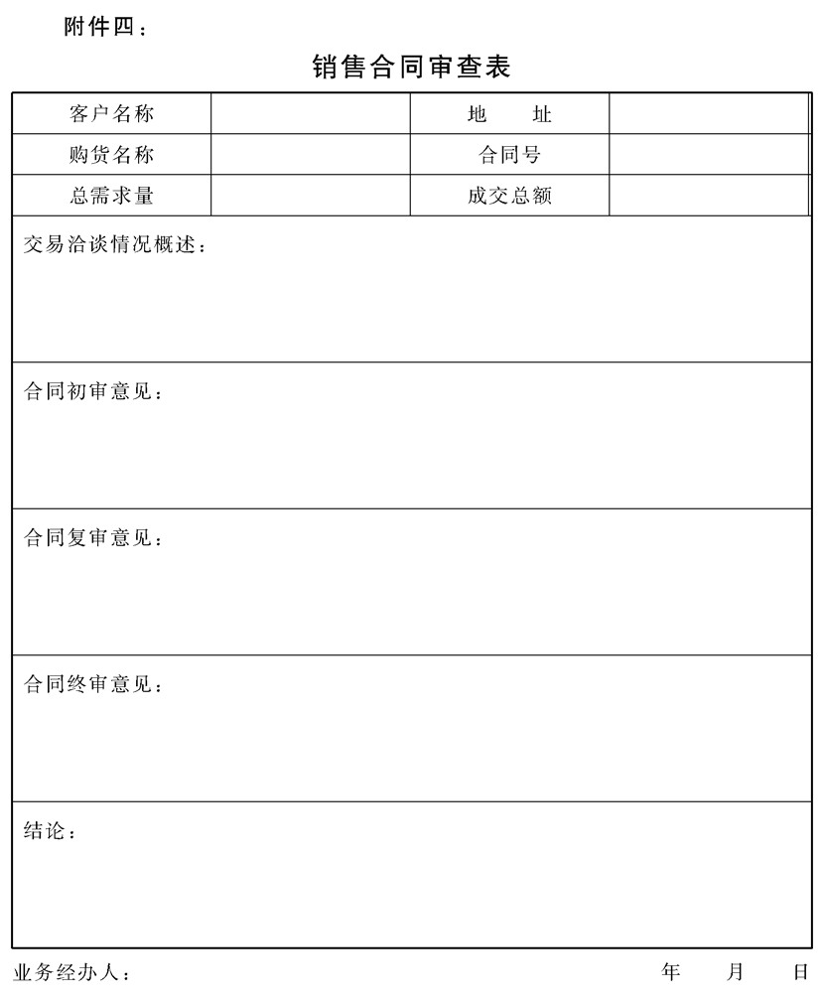 附件四：
销售合同审查表
客户名称 地 址
购货名称 合同号
总需求量 成交总额
交易洽谈情况概述：
合同初审意见：
合同复审意见：
合同终审意见：
结论：
业务经办人： 年 月 日